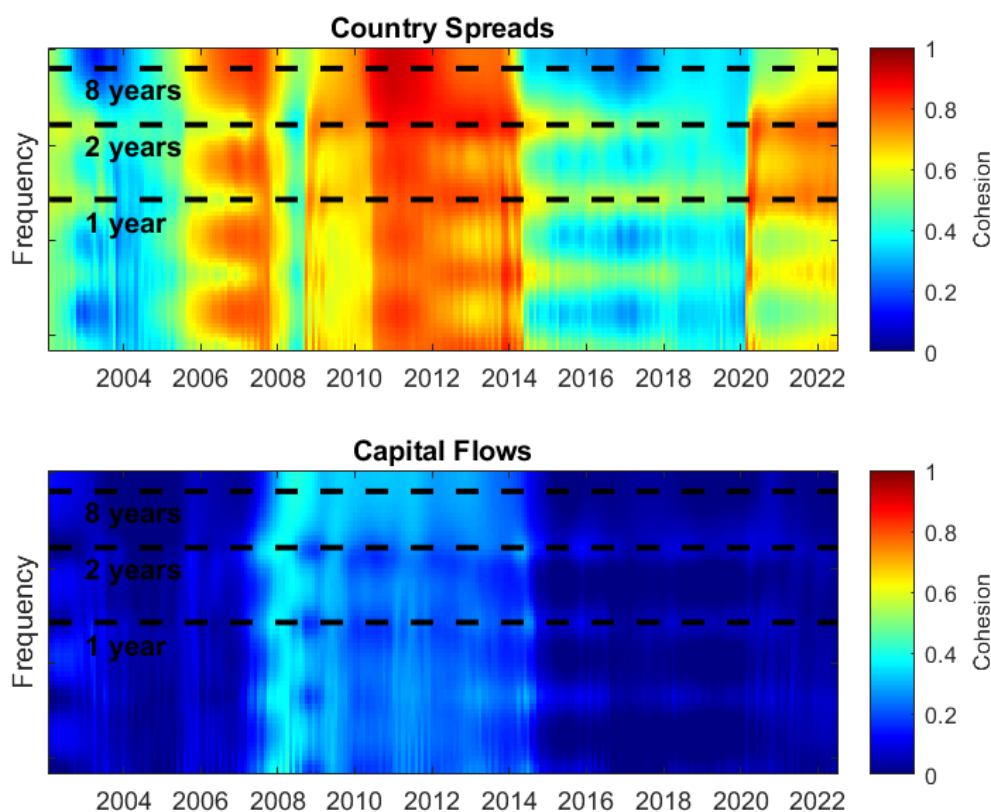 Country Spreads
8 years
2 years
1 year
Frequency
2004 2006 2008 2010 2012 2014 2016 2018 2020 2022
1
0.8
0.6
0.4
0.2
0
Cohesion
Capital Flows
8 years
2 years
1 year
Frequency
2004 2006 2008 2010 2012 2014 2016 2018 2020 2022
1
0.8
0.6
0.4
0.2
0
Cohesion